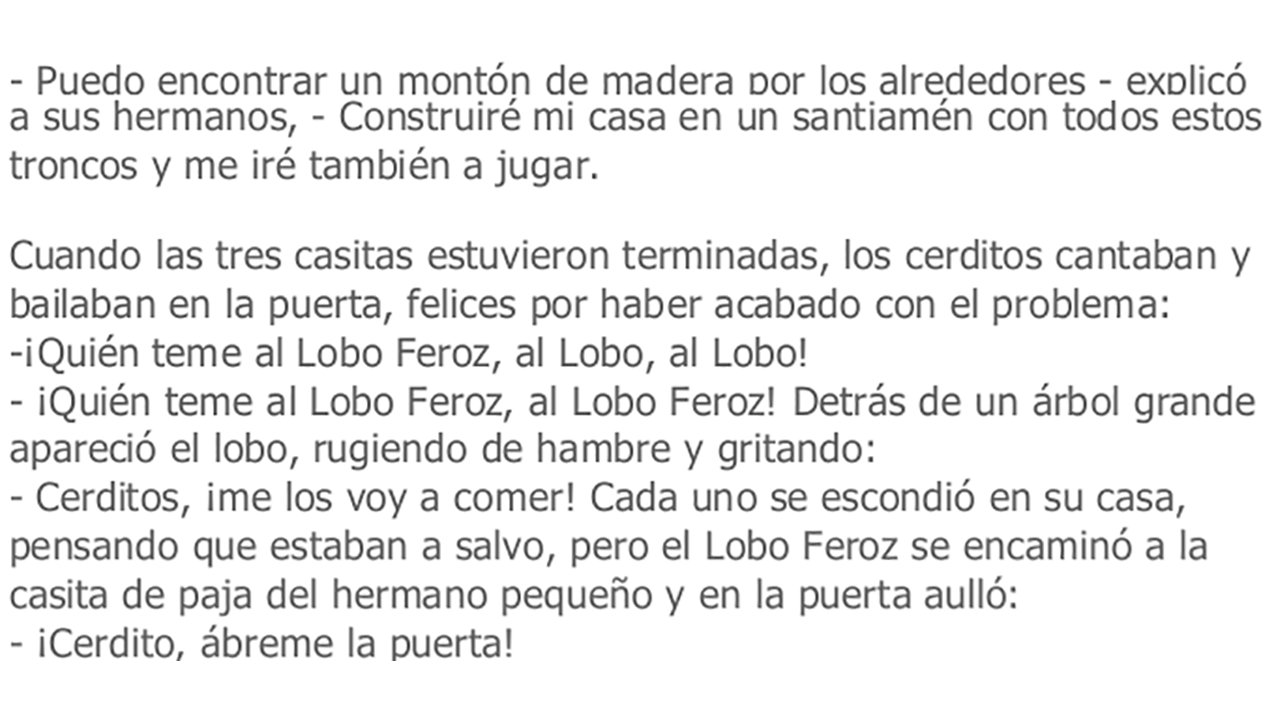 - Puedo encontrar un montón de madera por los alrededores - explicó
a sus hermanos, - Construiré mi casa en un santiamén con todos estos
troncos y me iré también a jugar.
Cuando las tres casitas estuvieron terminadas, los cerditos cantaban y
bailaban en la puerta, felices por haber acabado con el problema:
-¡Quién teme al Lobo Feroz, al Lobo, al Lobo!
- ¡Quién teme al Lobo Feroz, al Lobo Feroz! Detrás de un árbol grande
apareció el lobo, rugiendo de hambre y gritando:
- Cerditos, ¡me los voy a comer! Cada uno se escondió en su casa,
pensando que estaban a salvo, pero el Lobo Feroz se encaminó a la
casita de paja del hermano pequeño y en la puerta aulló:
- ¡Cerdito, ábreme la puerta!